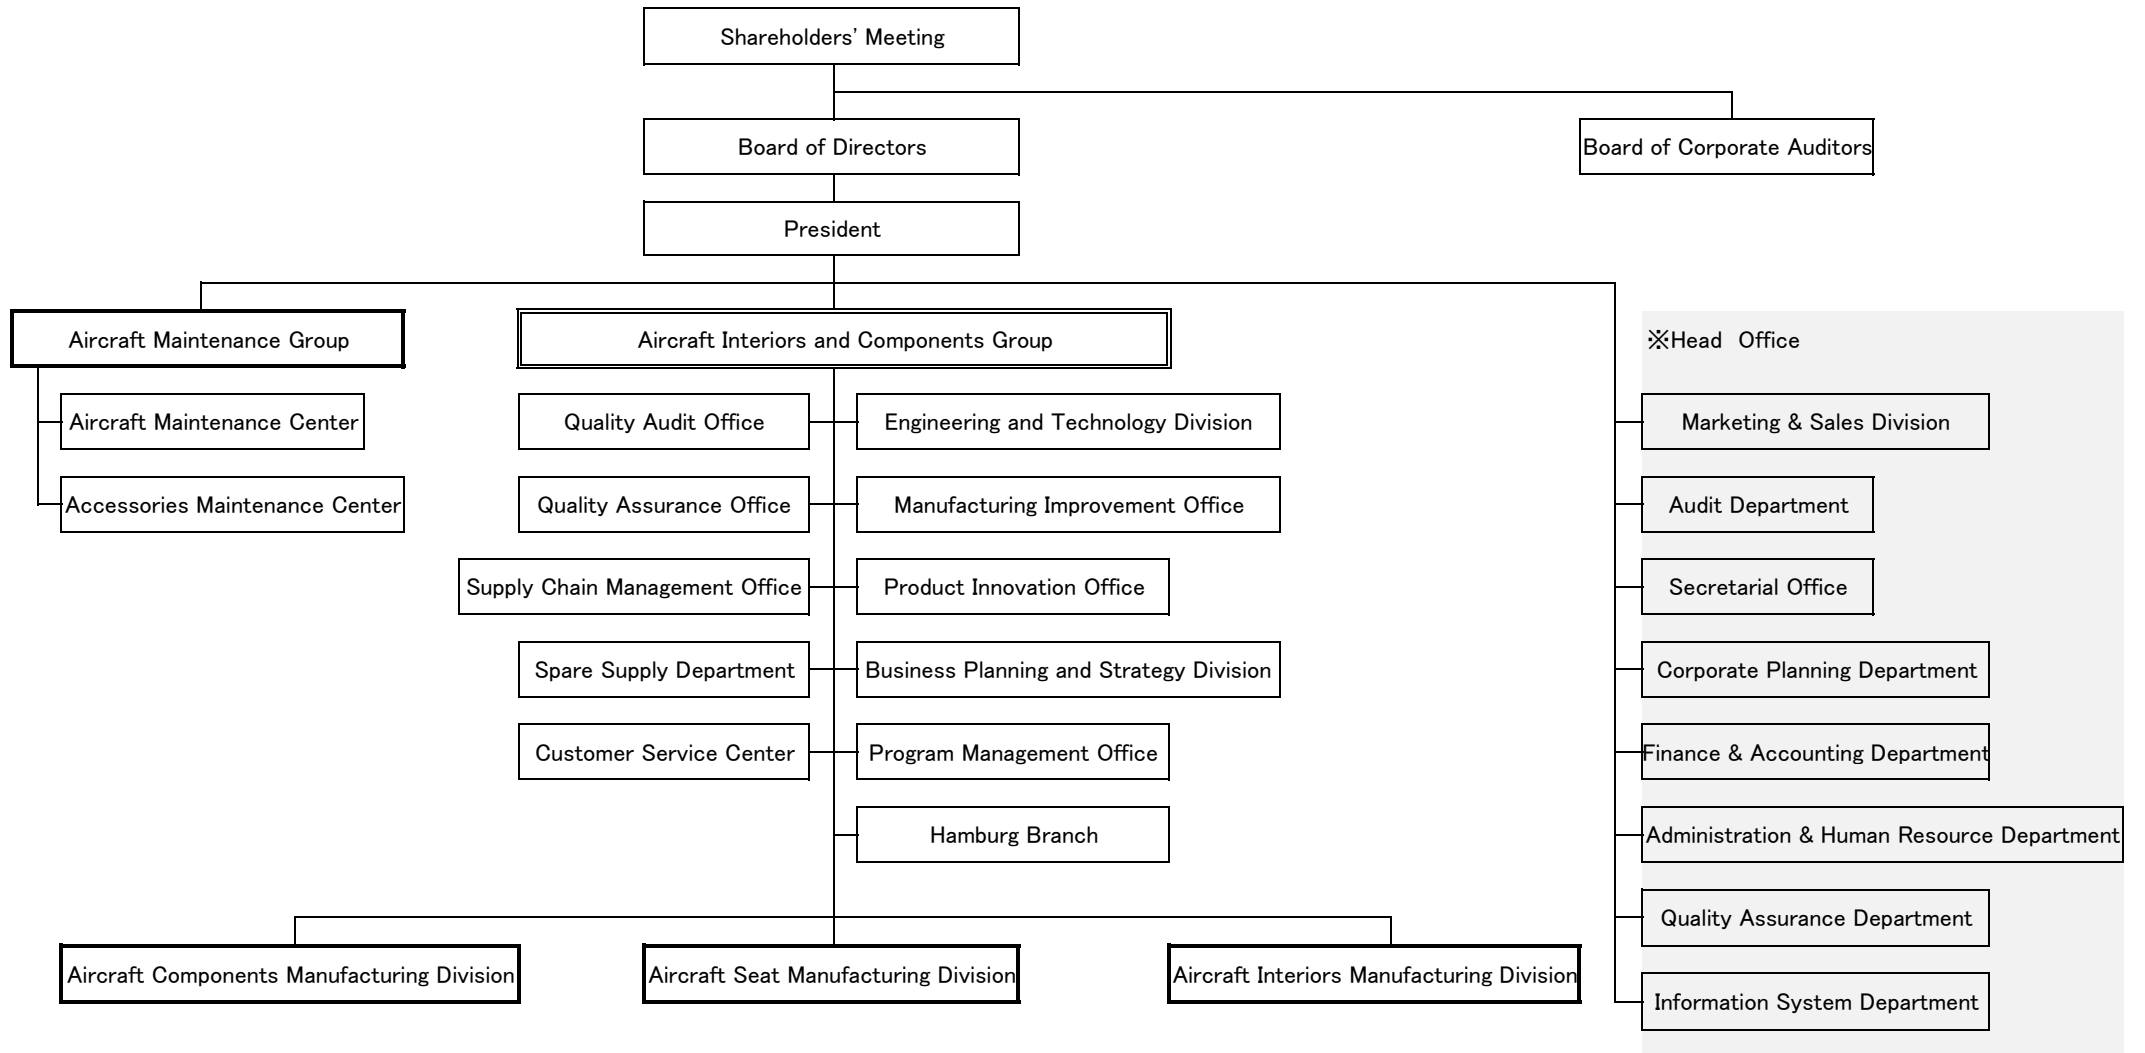 Shareholders' Meeting
Board of Directors
Board of Corporate Auditors
President
Aircraft Maintenance Group
Aircraft Interiors and Components Group
※Head Office
Aircraft Maintenance Center
Quality Audit Office
Engineering and Technology Division
Marketing & Sales Division
Accessories Maintenance Center
Quality Assurance Office
Manufacturing Improvement Office
Audit Department
Supply Chain Management Office
Product Innovation Office
Secretarial Office
Spare Supply Department
Business Planning and Strategy Division
Corporate Planning Department
Customer Service Center
Program Management Office
Finance & Accounting Department
Hamburg Branch
Administration & Human Resource Department
Quality Assurance Department
Aircraft Components Manufacturing Division
Aircraft Seat Manufacturing Division
Aircraft Interiors Manufacturing Division
Information System Department